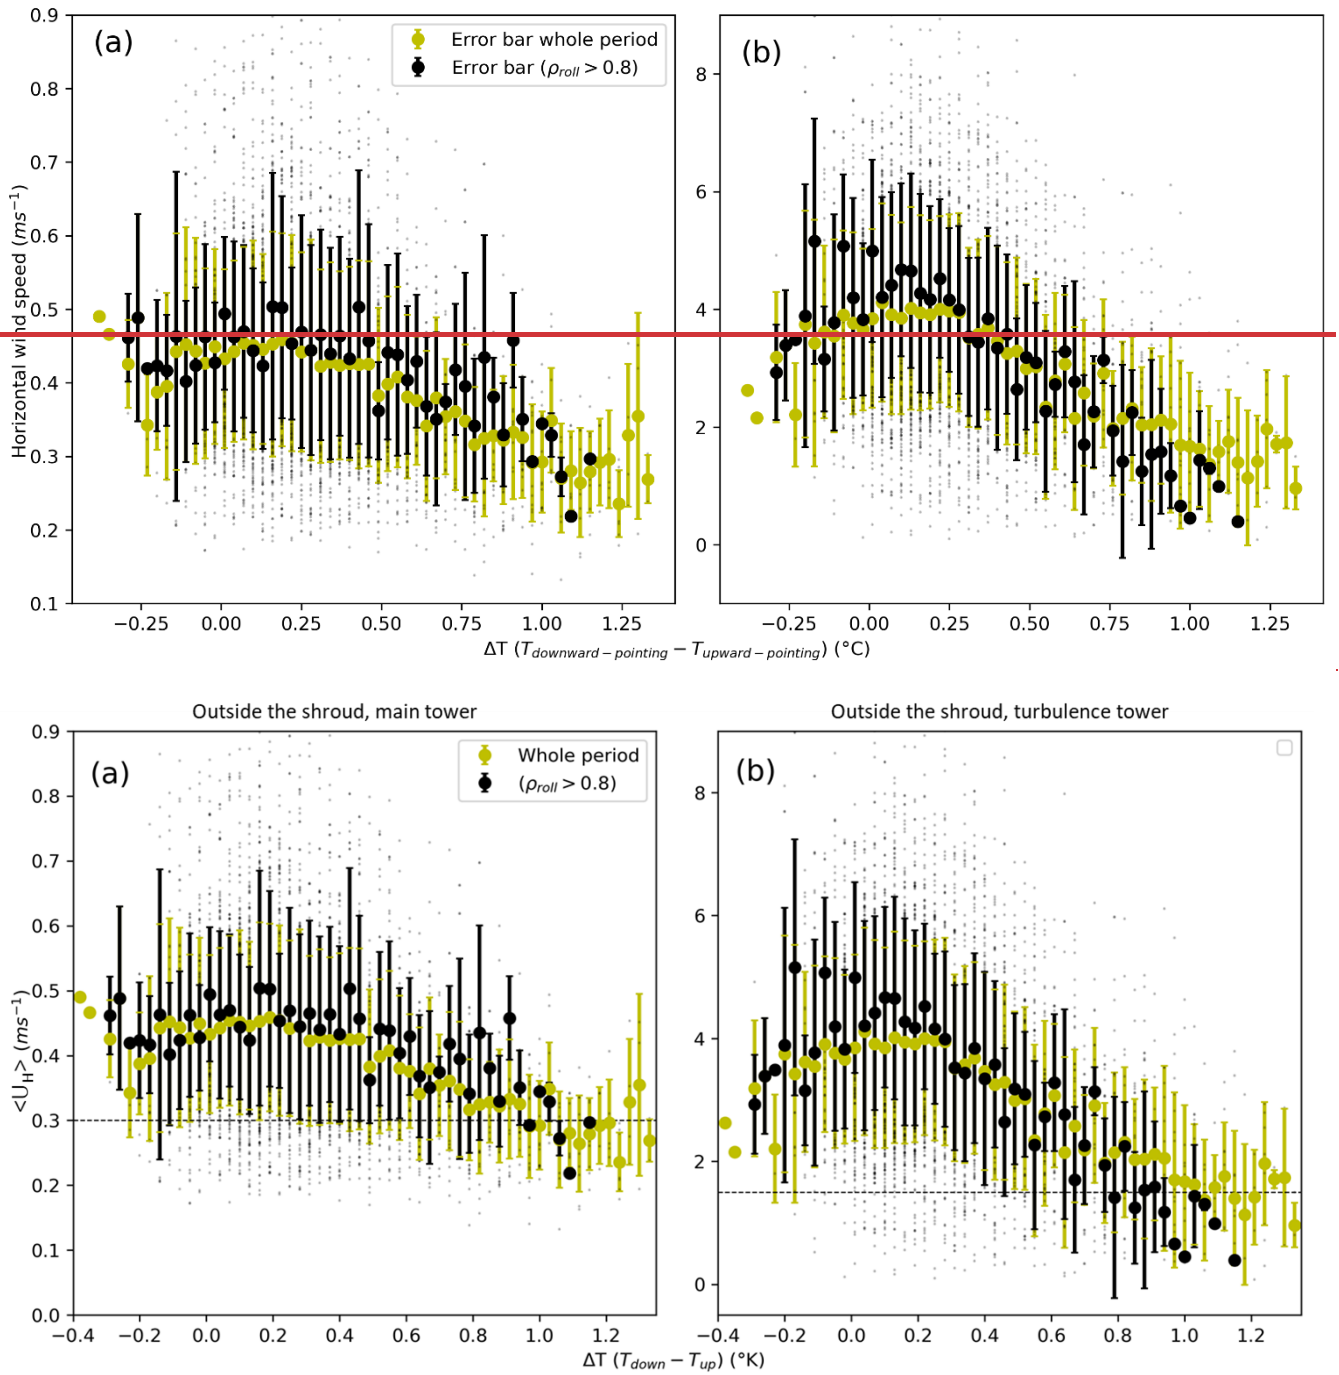 (a)
Error bar whole period
Error bar (ρroll > 0.8)
Horizontal wind speed (ms−1)
0.9
0.8
0.7
0.6
0.5
0.4
0.3
0.2
0.1
−0.25 0.00 0.25 0.50 0.75 1.00 1.25
(b)
8
6
4
2
0
−0.25 0.00 0.25 0.50 0.75 1.00 1.25
ΔT (Tdownward−pointing − Tupward−pointing) (°C)
Outside the shroud, main tower
(a)
Whole period
(ρroll > 0.8)
<UH> (ms−1)
0.9
0.8
0.7
0.6
0.5
0.4
0.3
0.2
0.1
0.0
−0.4 −0.2 0.0 0.2 0.4 0.6 0.8 1.0 1.2
Outside the shroud, turbulence tower
(b)
8
6
4
2
0
−0.4 −0.2 0.0 0.2 0.4 0.6 0.8 1.0 1.2
ΔT (Tdown − Tup) (°K)